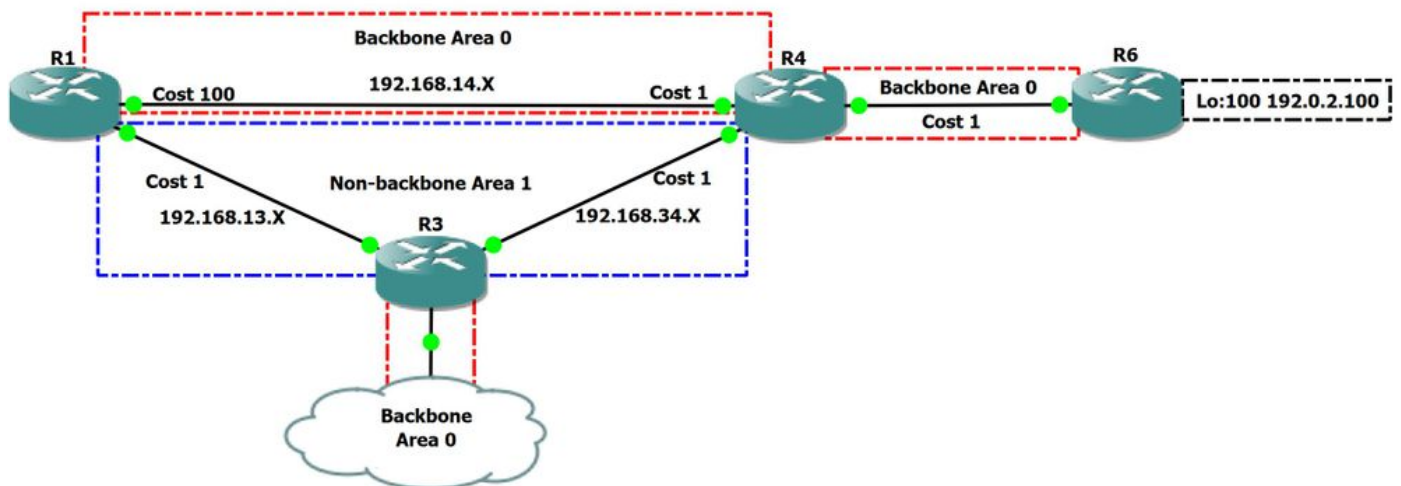 Backbone Area 0
R1
R4
R6
192.168.14.X
Cost 100
Cost 1
Backbone Area 0
Cost 1
Lo:100 192.0.2.100
Cost 1
Non-backbone Area 1
Cost 1
192.168.13.X
192.168.34.X
R3
Backbone
Area 0